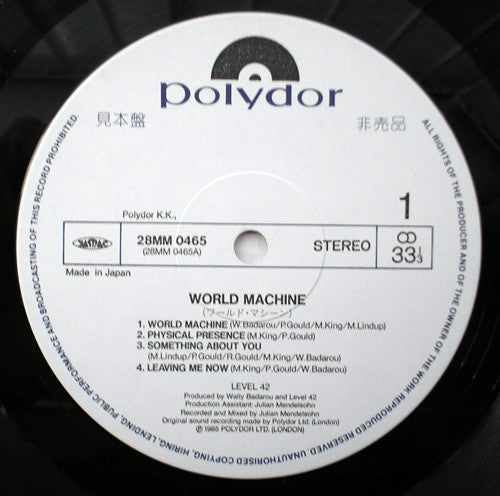 polydor
見本盤
非売品
ALL RIGHTS OF THE PRODUCER AND OF THE OWNER OF THE WORK REPRODUCED RESERVED. UNAUTHORISED COPYING, HIRING, LENDING, PUBLIC PERFORMANCE AND BROADCASTING OF THIS RECORD PROHIBITED.
1
Polydor K.K.,
JASRAC
28MM 0465
(28MM 0465A)
STEREO
33 1/3
Made in Japan
WORLD MACHINE
(ワールド・マシーン)
1. WORLD MACHINE (W.Badarou/P.Gould/M.King/M.Lindup)
2. PHYSICAL PRESENCE (M.King/P.Gould)
3. SOMETHING ABOUT YOU
(M.Lindup/P.Gould/R.Gould/M.King/W.Badarou)
4. LEAVING ME NOW (M.King/P.Gould/W.Badarou)
LEVEL 42
Produced by Wally Badarou and Level 42
Production Assistant: Julian Mendelsohn
Recorded and Mixed by Julian Mendelsohn
Original sound recording made by Polydor Ltd. (London)
℗ 1985 POLYDOR LTD. (LONDON)